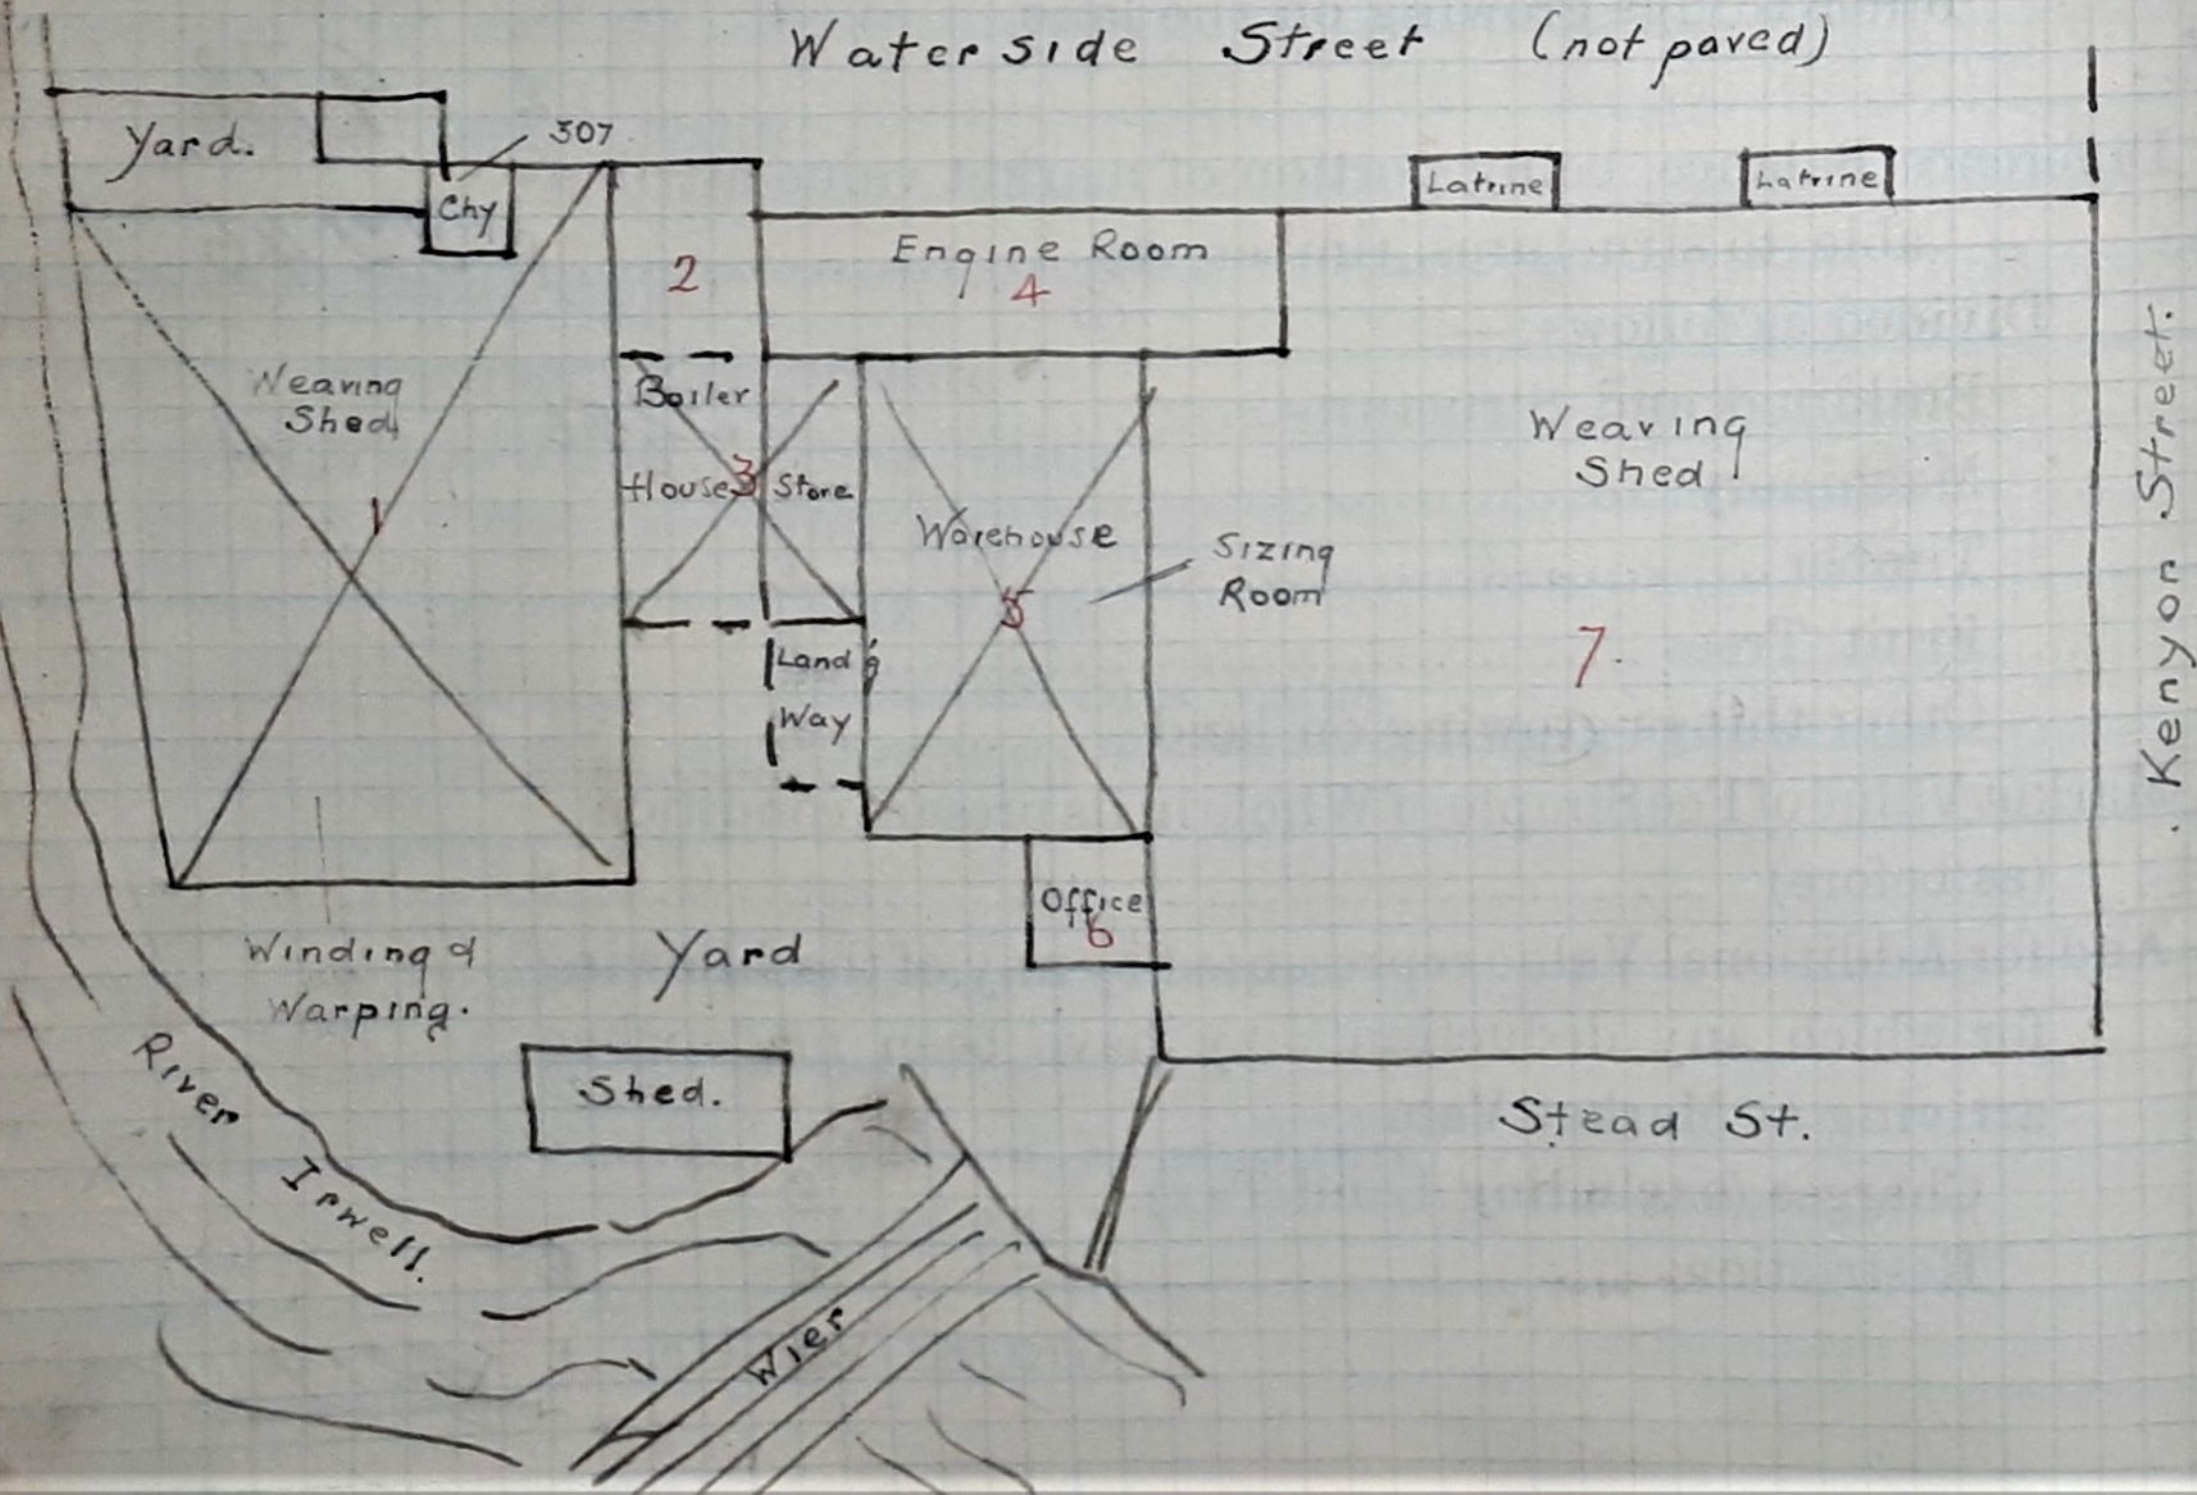 Waterside Street (not paved)
Yard.
307
Chy
Latrine
Latrine
2
Engine Room
4
Weaving
Shed
1
Boiler
House
3
Store
Warehouse
5
Sizing
Room
Weaving
Shed
7.
Kenyon Street.
Land'g
Way
Office
6
Winding &
Warping.
Yard
Shed.
Stead St.
River Irwell.
Wier